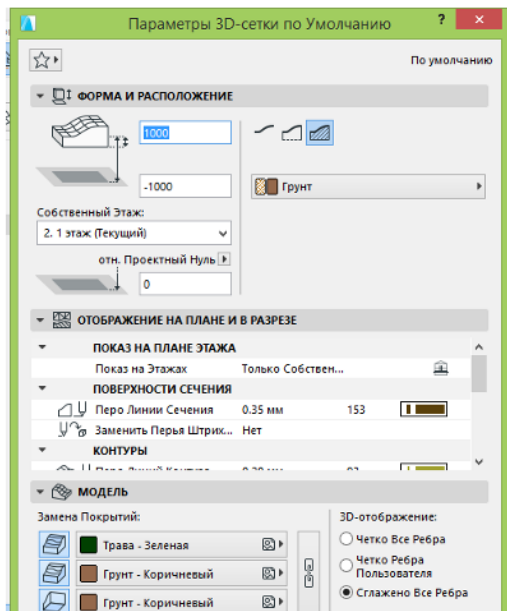 Параметры 3D-сетки по Умолчанию
? ×
По умолчанию
ФОРМА И РАСПОЛОЖЕНИЕ
1000
-1000
Грунт
Собственный Этаж:
2. 1 этаж (Текущий)
отн. Проектный Нуль
0
ОТОБРАЖЕНИЕ НА ПЛАНЕ И В РАЗРЕЗЕ
ПОКАЗ НА ПЛАНЕ ЭТАЖА
Показ на Этажах Только Собствен...
ПОВЕРХНОСТИ СЕЧЕНИЯ
Перо Линии Сечения 0.35 мм 153
Заменить Перья Штрих... Нет
КОНТУРЫ
МОДЕЛЬ
Замена Покрытий:
Трава - Зеленая
Грунт - Коричневый
Грунт - Коричневый
3D-отображение:
Четко Все Ребра
Четко Ребра
Пользователя
Сглажено Все Ребра